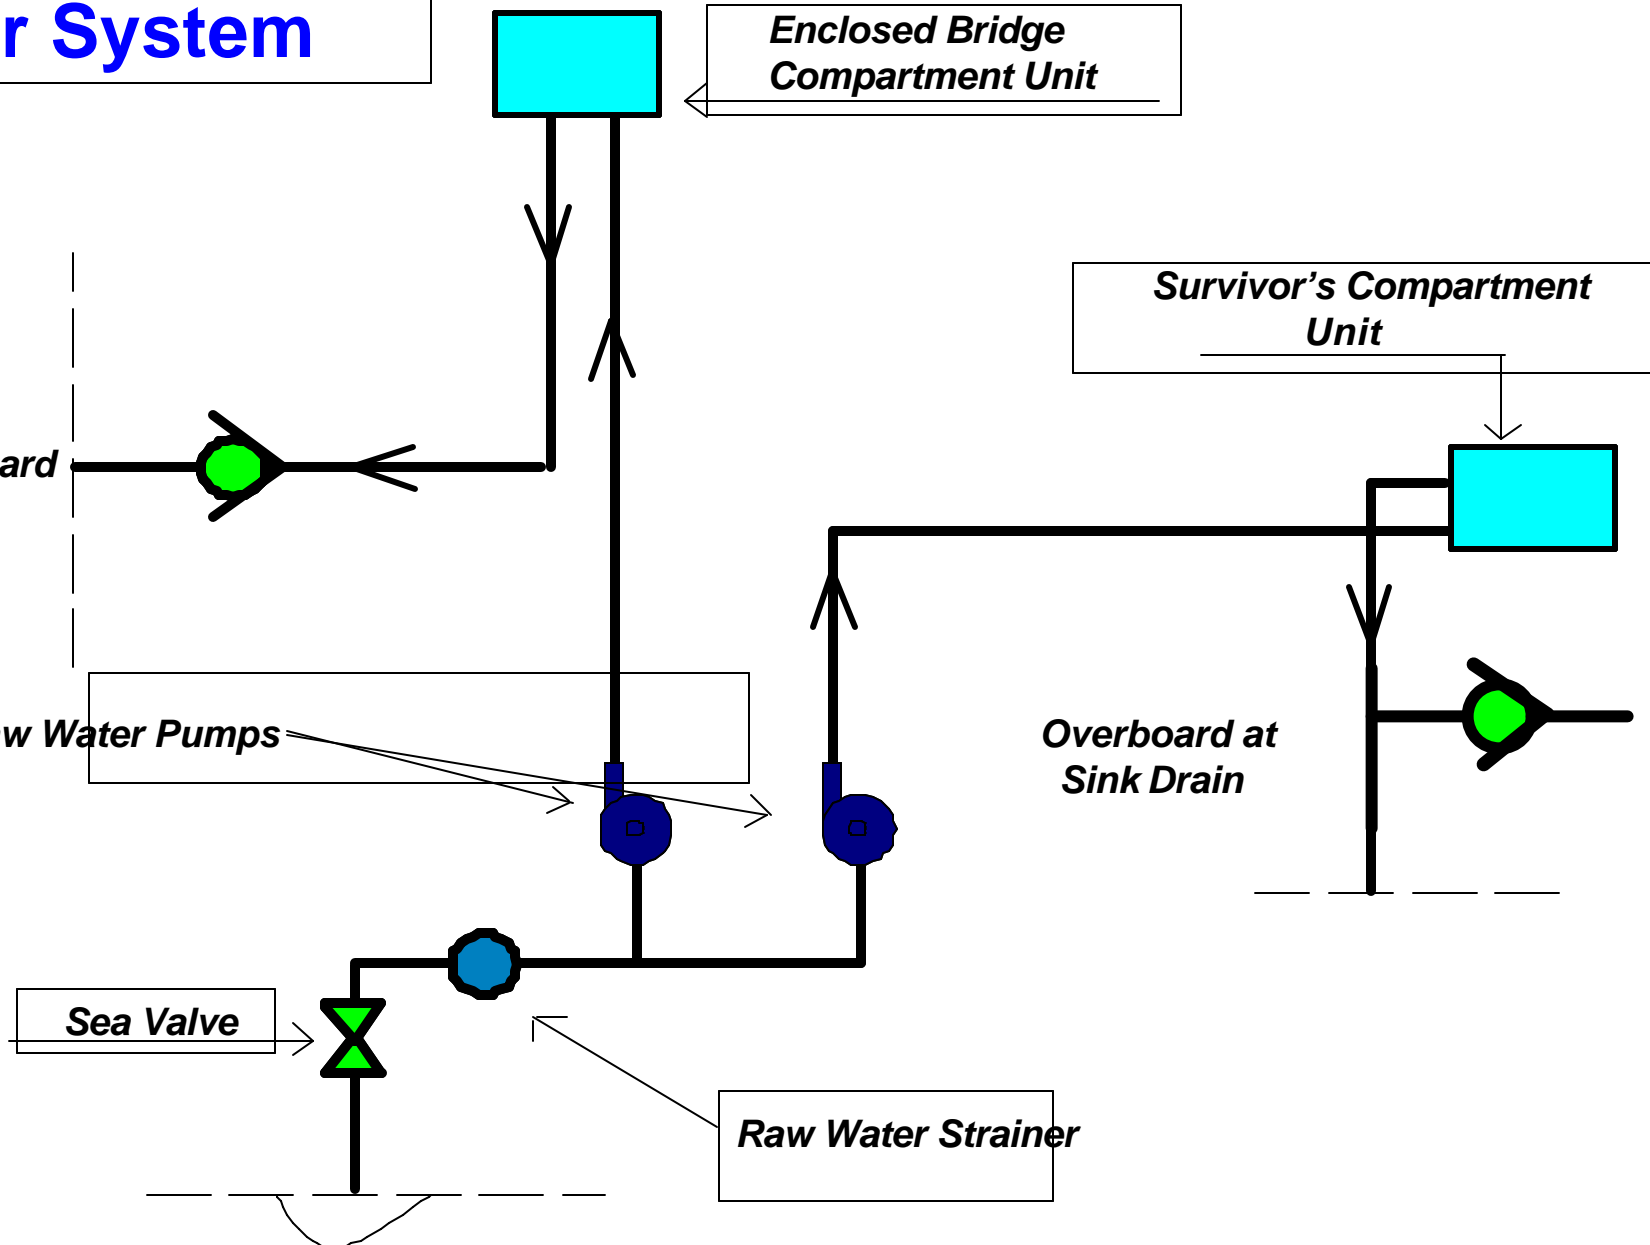 r System
Enclosed Bridge
Compartment Unit
Survivor’s Compartment
Unit
ard
w Water Pumps
Overboard at
Sink Drain
Sea Valve
Raw Water Strainer